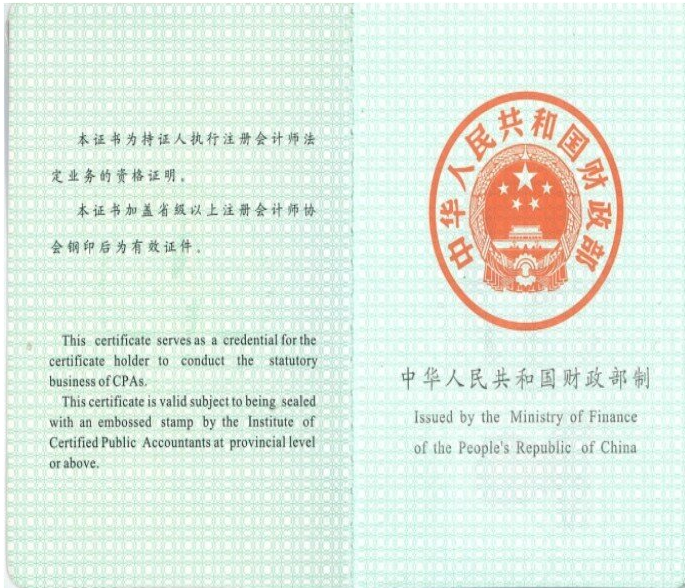 本证书为持证人执行注册会计师法
定业务的资格证明。
本证书加盖省级以上注册会计师协
会钢印后为有效证件。
This certificate serves as a credential for the
certificate holder to conduct the statutory
business of CPAs.
This certificate is valid subject to being sealed
with an embossed stamp by the Institute of
Certified Public Accountants at provincial level
or above.
中华人民共和国财政部
中华人民共和国财政部制
Issued by the Ministry of Finance
of the People's Republic of China